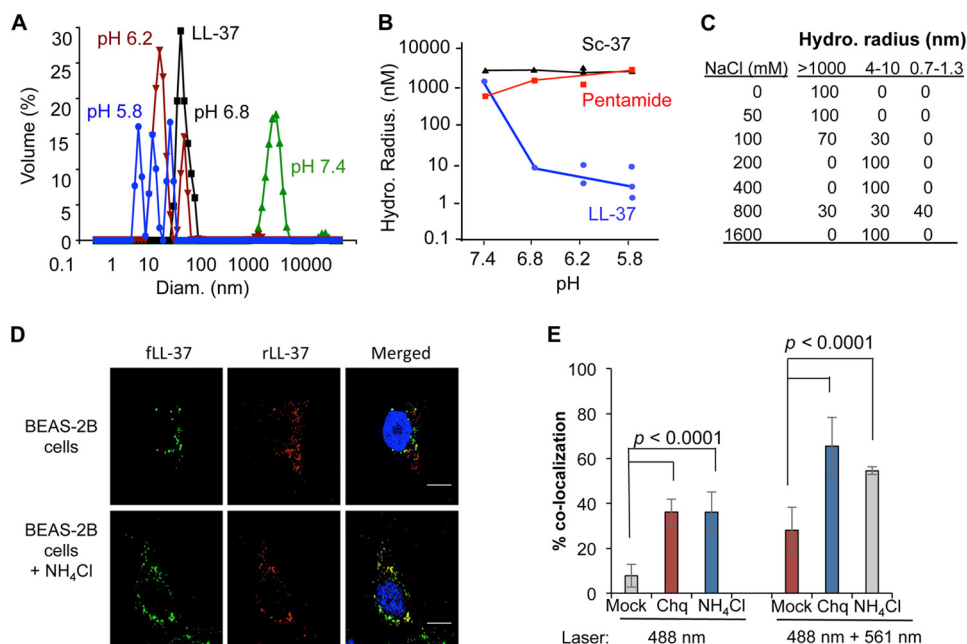 A
Volume (%)
30
25
20
15
10
5
0
pH 6.2
LL-37
pH 5.8
pH 6.8
pH 7.4
0.1 1 10 100 1000 10000
Diam. (nm)
B
Hydro. Radius. (nM)
10000
1000
100
10
1
0.1
Sc-37
Pentamide
LL-37
7.4 6.8 6.2 5.8
pH
C
Hydro. radius (nm)
NaCl (mM) >1000 4-10 0.7-1.3
0 100 0 0
50 100 0 0
100 70 30 0
200 0 100 0
400 0 100 0
800 30 30 40
1600 0 100 0
D
fLL-37 rLL-37 Merged
BEAS-2B
cells
BEAS-2B
cells
+ NH₄Cl
E
% co-localization
100
80
60
40
20
0
p < 0.0001
p < 0.0001
Mock Chq NH₄Cl Mock Chq NH₄Cl
Laser: 488 nm 488 nm + 561 nm